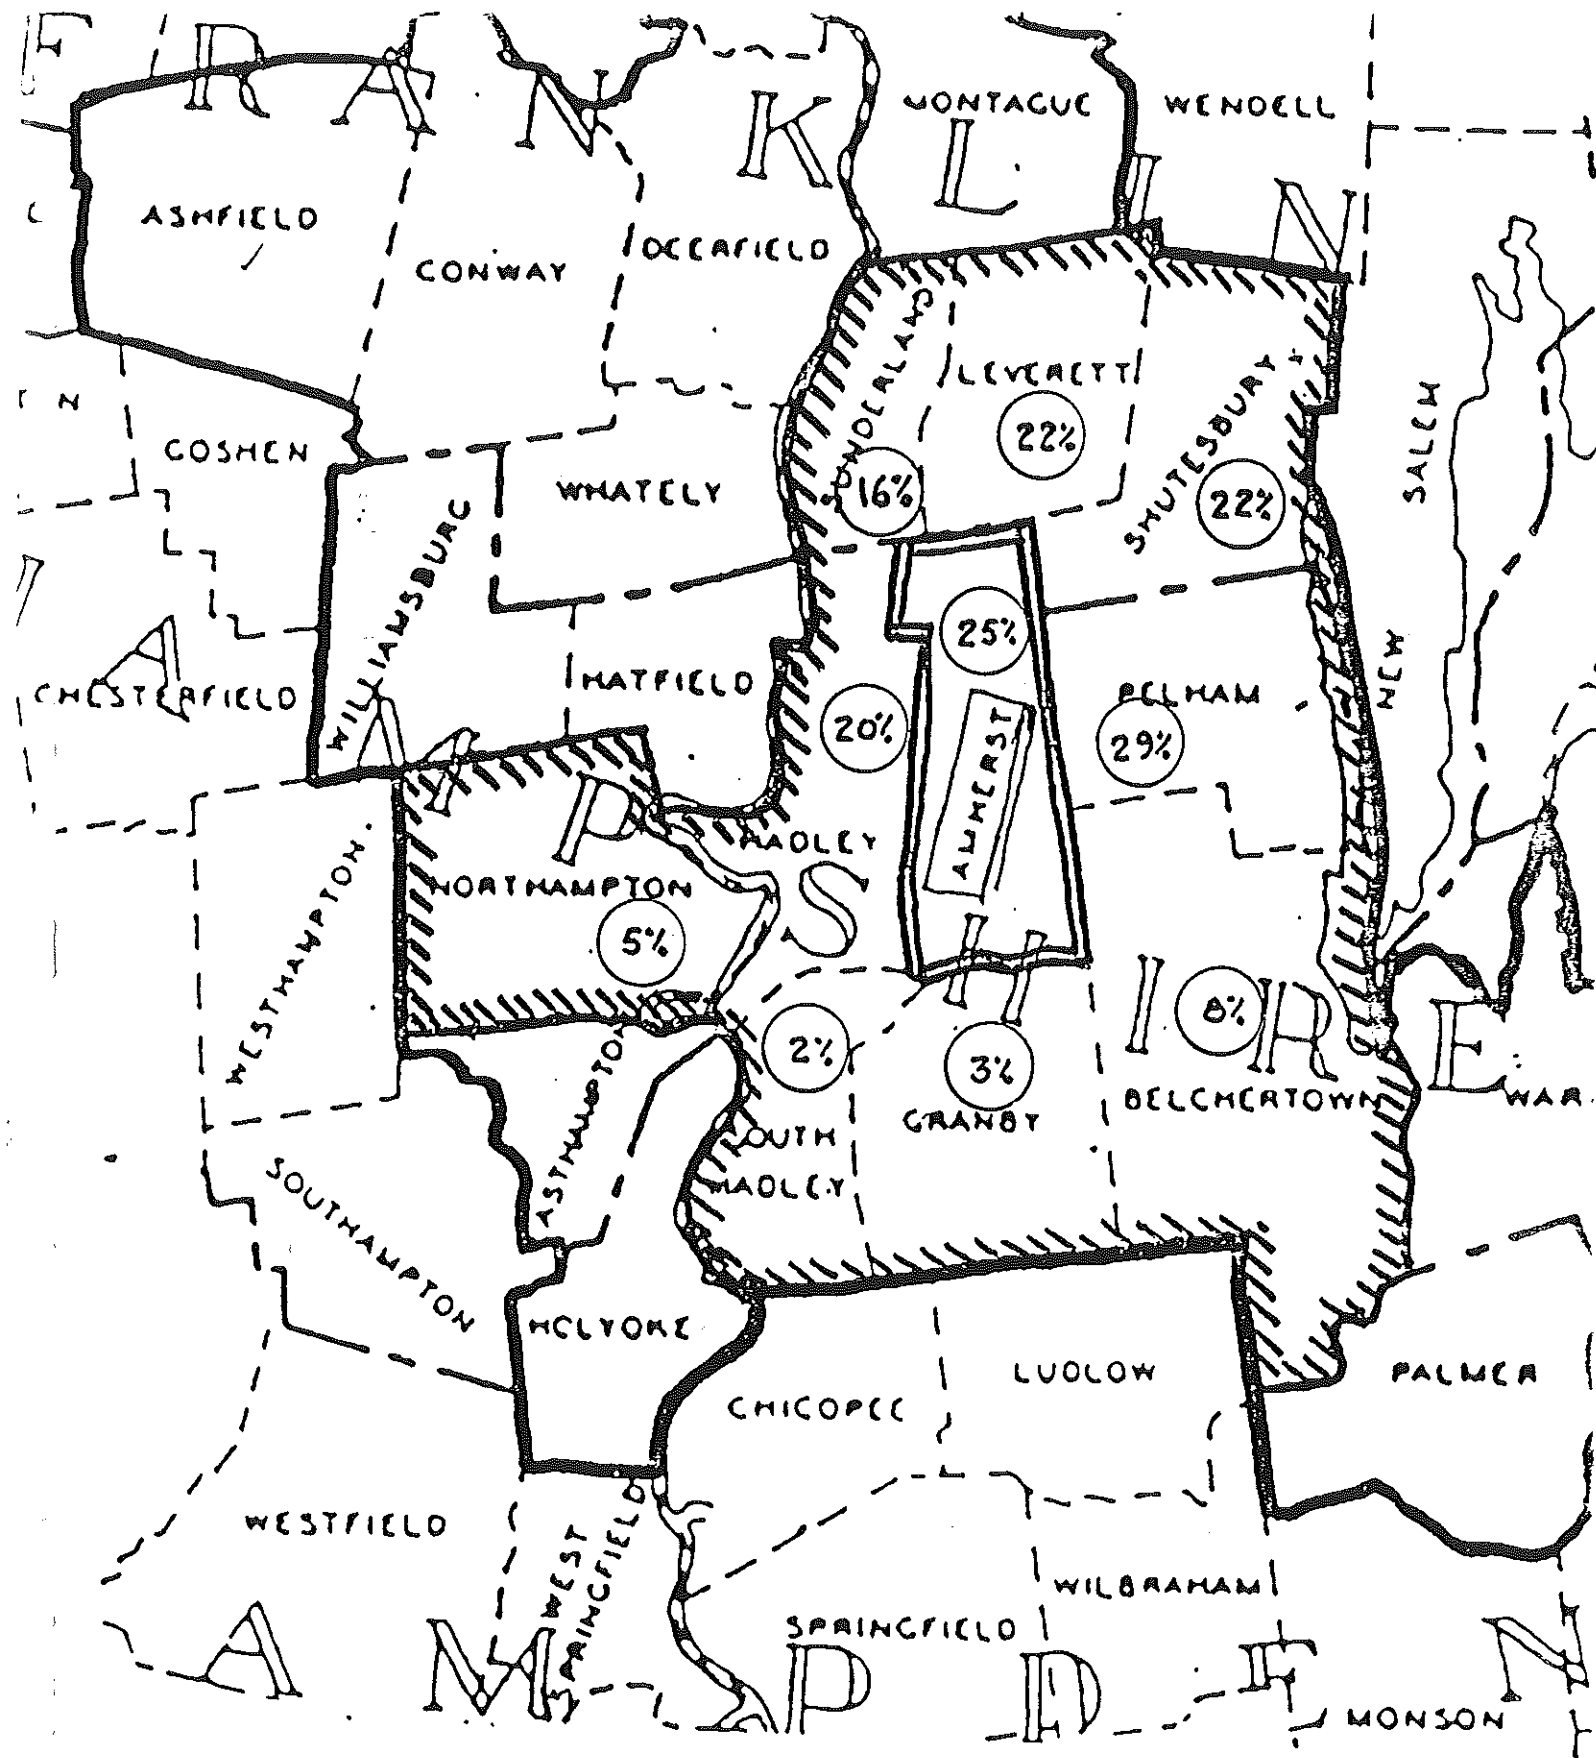 FRANKLIN
MONTAGUE
WENDELL
ASHFIELD
CONWAY
DEERFIELD
SUNDERLAND
LEVERETT
SHUTESBURY
22%
16%
22%
NEW SALEM
GOSHEN
WHATELY
WILLIAMSBURG
CHESTERFIELD
HATFIELD
25%
20%
AMHERST
PELHAM
29%
HADLEY
NORTHAMPTON
5%
WESTHAMPTON
HAMPSHIRE
2%
3%
8%
GRANBY
BELCHERTOWN
WAR
SOUTH
HADLEY
EASTHAMPTON
SOUTHAMPTON
HOLYOKE
CHICOPEE
LUDLOW
PALMER
WESTFIELD
WEST
SPRINGFIELD
WILBRAHAM
SPRINGFIELD
AMPDEN
MONSON